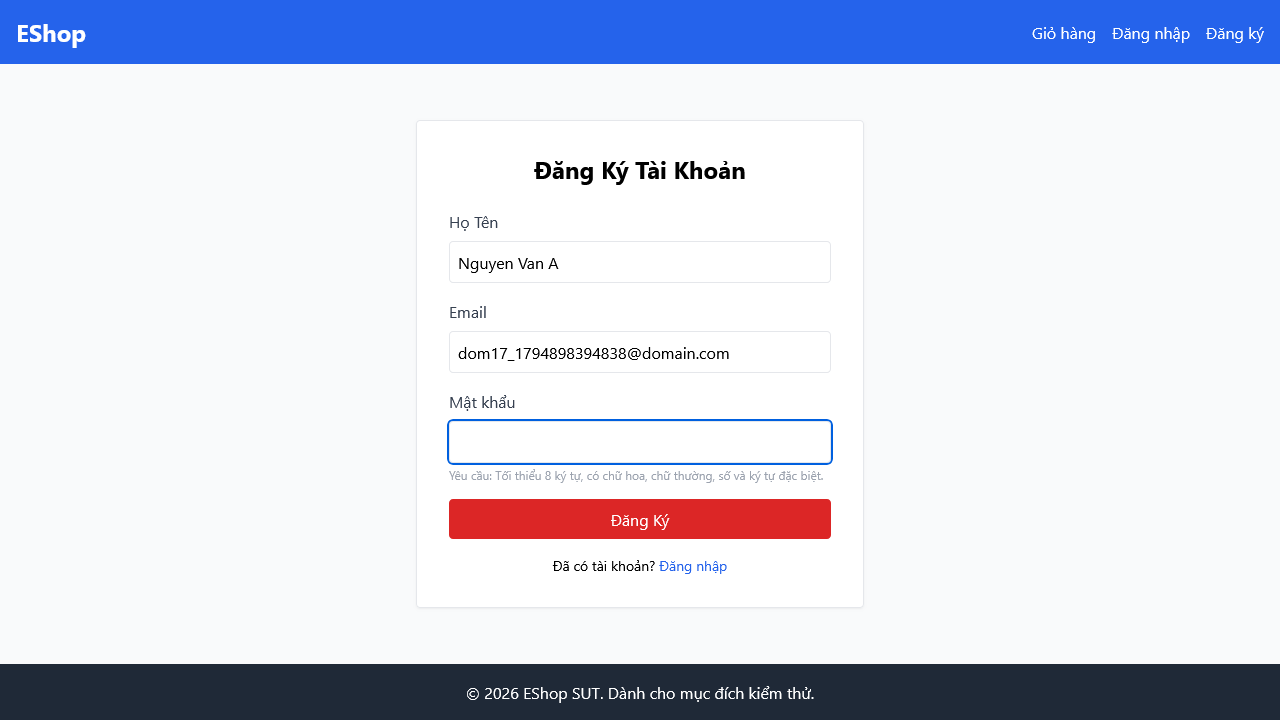 EShop
Giỏ hàng Đăng nhập Đăng ký
Đăng Ký Tài Khoản
Họ Tên
Nguyen Van A
Email
dom17_1794898394838@domain.com
Mật khẩu
Yêu cầu: Tối thiểu 8 ký tự, có chữ hoa, chữ thường, số và ký tự đặc biệt.
Đăng Ký
Đã có tài khoản? Đăng nhập
© 2026 EShop SUT. Dành cho mục đích kiểm thử.